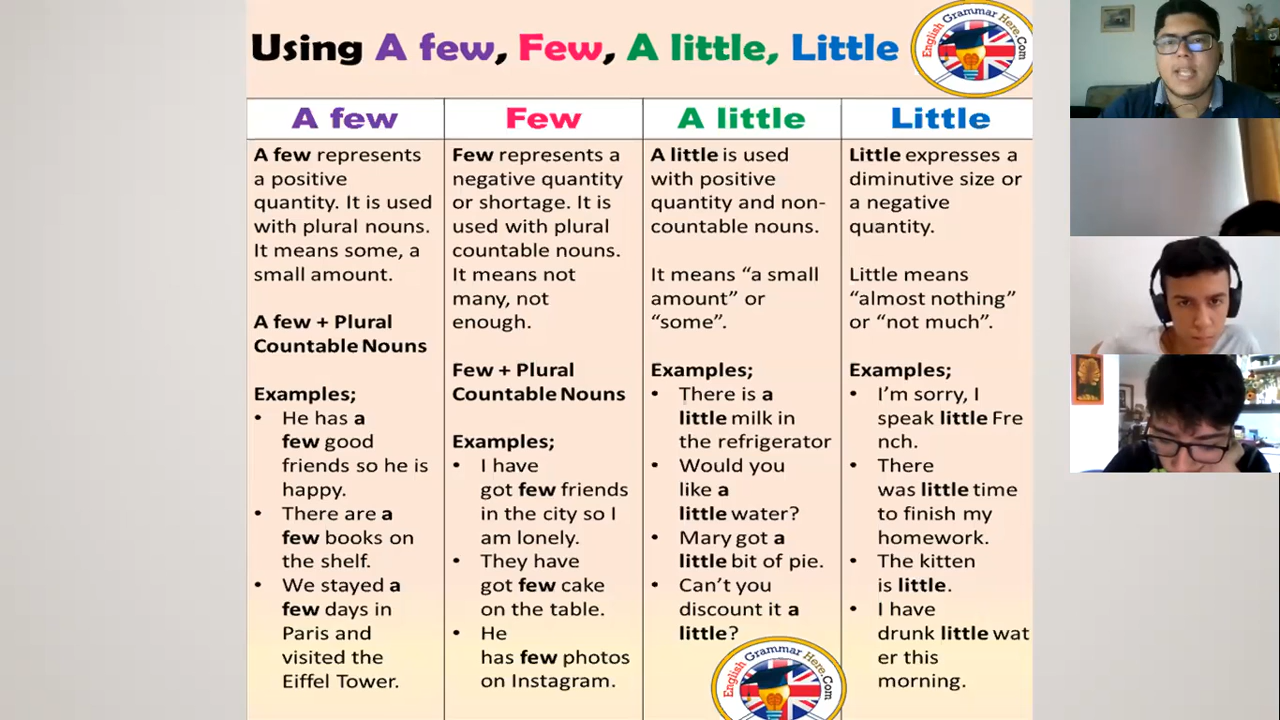 Using A few, Few, A little, Little
English Grammar Here.Com
A few
A few represents
a positive
quantity. It is used
with plural nouns.
It means some, a
small amount.
A few + Plural
Countable Nouns
Examples;
• He has a
few good
friends so he is
happy.
• There are a
few books on
the shelf.
• We stayed a
few days in
Paris and
visited the
Eiffel Tower.
Few
Few represents a
negative quantity
or shortage. It is
used with plural
countable nouns.
It means not
many, not
enough.
Few + Plural
Countable Nouns
Examples;
• I have
got few friends
in the city so I
am lonely.
• They have
got few cake
on the table.
• He
has few photos
on Instagram.
A little
A little is used
with positive
quantity and non-
countable nouns.
It means “a small
amount” or
“some”.
Examples;
• There is a
little milk in
the refrigerator
• Would you
like a
little water?
• Mary got a
little bit of pie.
• Can’t you
discount it a
little?
English Grammar Here.Com
Little
Little expresses a
diminutive size or
a negative
quantity.
Little means
“almost nothing”
or “not much”.
Examples;
• I’m sorry, I
speak little Fre
nch.
• There
was little time
to finish my
homework.
• The kitten
is little.
• I have
drunk little wat
er this
morning.